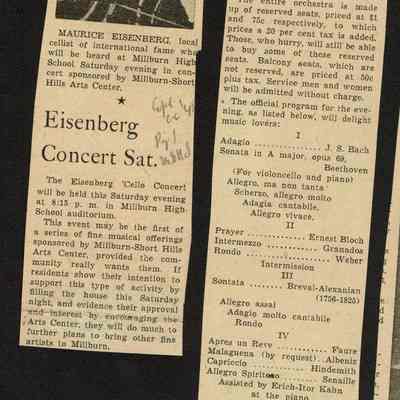 MAURICE EISENBERG, local
cellist of international fame who
will be heard at Millburn High
School Saturday evening in con-
cert sponsored by Millburn-Short
Hills Arts Center.
Eisenberg
Concert Sat.
The Eisenberg 'Cello Concert
will be held this Saturday evening
at 8:15 p. m. in Millburn High
School auditorium.
This event may be the first of
a series of fine musical offerings
sponsored by Millburn-Short Hills
Arts Center, provided the com-
munity really wants them. If
residents show their intention to
support this type of activity by
filling the house this Saturday
night, and evidence their approval
and interest by encouraging the
Arts Center, they will do much to
further plans to bring other fine
artists in Millburn.
The entire orchestra is made
up of reserved seats, priced at $1
and 75c respectively, to which
prices a 20 per cent tax is added.
Those, who hurry, will still be able
to buy some of these reserved
seats. Balcony seats, which are
not reserved, are priced at 50c
plus tax. Service men and women
will be admitted without charge.
The official program for the eve-
ning, as listed below, will delight
music lovers:
I
Adagio ..................... J. S. Bach
Sonata in A major, opus 69,
Beethoven
(For violoncello and piano)
Allegro, ma non tanta
Scherzo, allegro molto
Adagia cantabile,
Allegro vivace,
II
Prayer ................ Ernest Bloch
Intermezzo ............. Granados
Rondo ........................ Weber
Intermission
III
Sontata ......... Breval-Alexanian
(1756-1825)
Allegro assai
Adagio molto cantabile
Rondo
IV
Apres un Reve ............. Faure
Malaguena (by request) ..Albeniz
Capriccio ............... Hindemith
Allegro Spiritoso ........ Senaille
Assisted by Erich-Itor Kahn
at the piano.